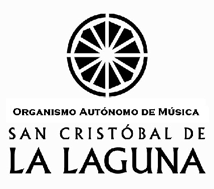 ORGANISMO AUTÓNOMO DE MÚSICA
SAN CRISTÓBAL DE
LA LAGUNA